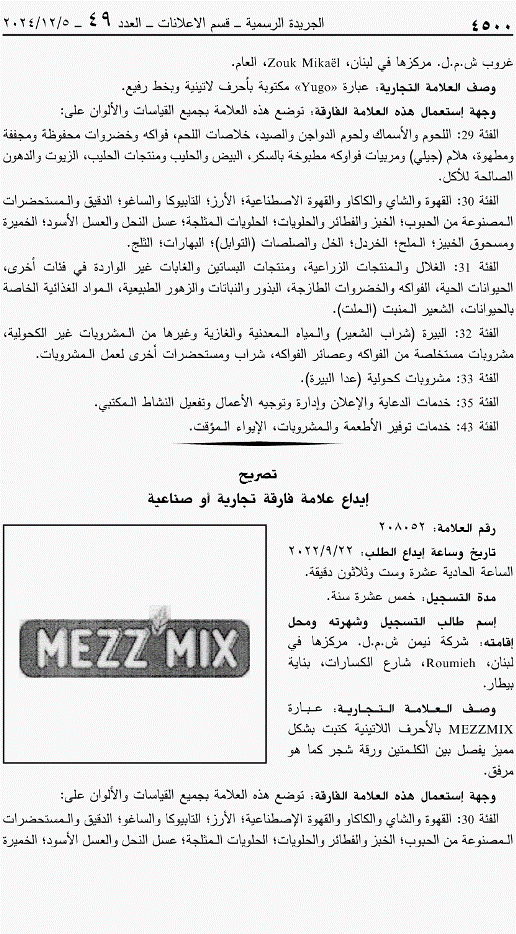 ٤٥٠٠ الجريدة الرسمية – قسم الاعلانات – العدد ٤٩ – ٢٠٢٤/١٢/٥
غروب ش.م.ل. مركزها في لبنان، Zouk Mikaël، العام.
وصف العلامة التجارية: عبارة «Yugo» مكتوبة بأحرف لاتينية وبخط رفيع.
وجهة إستعمال هذه العلامة الفارقة: توضع هذه العلامة بجميع القياسات والألوان على:
الفئة 29: اللحوم والأسماك ولحوم الدواجن والصيد، خلاصات اللحم، فواكه وخضروات محفوظة ومجففة
ومطهوة، هلام (جيلي) ومربيات فواكه مطبوخة بالسكر، البيض والحليب ومنتجات الحليب، الزيوت والدهون
الصالحة للأكل.
الفئة 30: القهوة والشاي والكاكاو والقهوة الاصطناعية؛ الأرز؛ التابيوكا والساغو؛ الدقيق والمستحضرات
المصنوعة من الحبوب؛ الخبز والفطائر والحلويات؛ الحلويات المثلجة؛ عسل النحل والعسل الأسود؛ الخميرة
ومسحوق الخبيز؛ الملح؛ الخردل؛ الخل والصلصات (التوابل)؛ البهارات؛ الثلج.
الفئة 31: الغلال والمنتجات الزراعية، ومنتجات البساتين والغابات غير الواردة في فئات أخرى،
الحيوانات الحية، الفواكه والخضروات الطازجة، البذور والنباتات والزهور الطبيعية، المواد الغذائية الخاصة
بالحيوانات، الشعير المنبت (الملت).
الفئة 32: البيرة (شراب الشعير) والمياه المعدنية والغازية وغيرها من المشروبات غير الكحولية،
مشروبات مستخلصة من الفواكه وعصائر الفواكه، شراب ومستحضرات أخرى لعمل المشروبات.
الفئة 33: مشروبات كحولية (عدا البيرة).
الفئة 35: خدمات الدعاية والإعلان وإدارة وتوجيه الأعمال وتفعيل النشاط المكتبي.
الفئة 43: خدمات توفير الأطعمة والمشروبات، الإيواء المؤقت.
تصريح
إيداع علامة فارقة تجارية أو صناعية
رقم العلامة: ٢٠٨٠٥٢
تاريخ وساعة إيداع الطلب: ٢٠٢٢/٩/٢٢
الساعة الحادية عشرة وست وثلاثون دقيقة.
مدة التسجيل: خمس عشرة سنة.
إسم طالب التسجيل وشهرته ومحل
إقامته: شركة نيمن ش.م.ل. مركزها في
لبنان، Roumieh، شارع الكسارات، بناية
بيطار.
وصف العلامة التجارية: عبارة
MEZZMIX بالأحرف اللاتينية كتبت بشكل
مميز يفصل بين الكلمتين ورقة شجر كما هو
مرفق.
MEZZ MIX
وجهة إستعمال هذه العلامة الفارقة: توضع هذه العلامة بجميع القياسات والألوان على:
الفئة 30: القهوة والشاي والكاكاو والقهوة الإصطناعية؛ الأرز؛ التابيوكا والساغو؛ الدقيق والمستحضرات
المصنوعة من الحبوب؛ الخبز والفطائر والحلويات؛ الحلويات المثلجة؛ عسل النحل والعسل الأسود؛ الخميرة